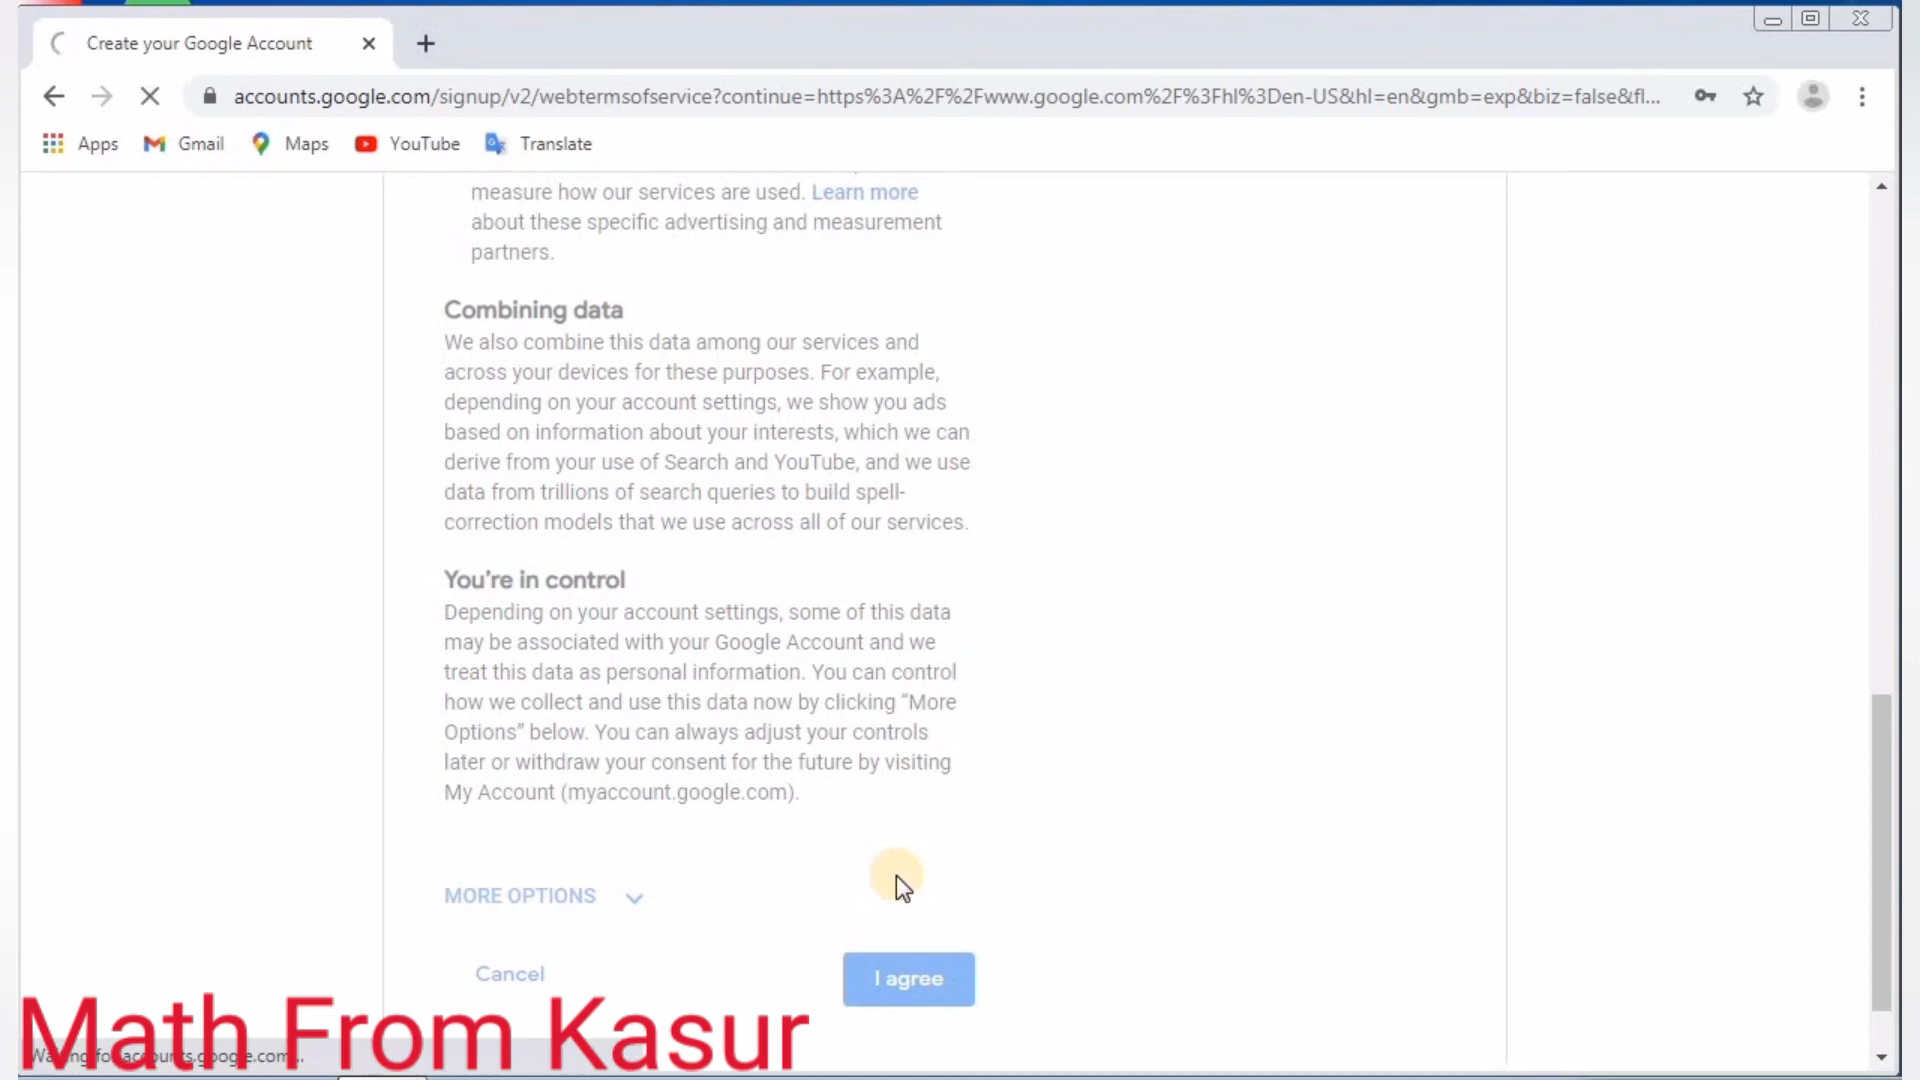 Create your Google Account
accounts.google.com/signup/v2/webtermsofservice?continue=https%3A%2F%2Fwww.google.com%2F%3Fhl%3Den-US&hl=en&gmb=exp&biz=false&fl...
Apps Gmail Maps YouTube Translate
measure how our services are used. Learn more
about these specific advertising and measurement
partners.
Combining data
We also combine this data among our services and
across your devices for these purposes. For example,
depending on your account settings, we show you ads
based on information about your interests, which we can
derive from your use of Search and YouTube, and we use
data from trillions of search queries to build spell-
correction models that we use across all of our services.
You're in control
Depending on your account settings, some of this data
may be associated with your Google Account and we
treat this data as personal information. You can control
how we collect and use this data now by clicking “More
Options” below. You can always adjust your controls
later or withdraw your consent for the future by visiting
My Account (myaccount.google.com).
MORE OPTIONS
Cancel
I agree
Math From Kasur
Waiting for accounts.google.com...